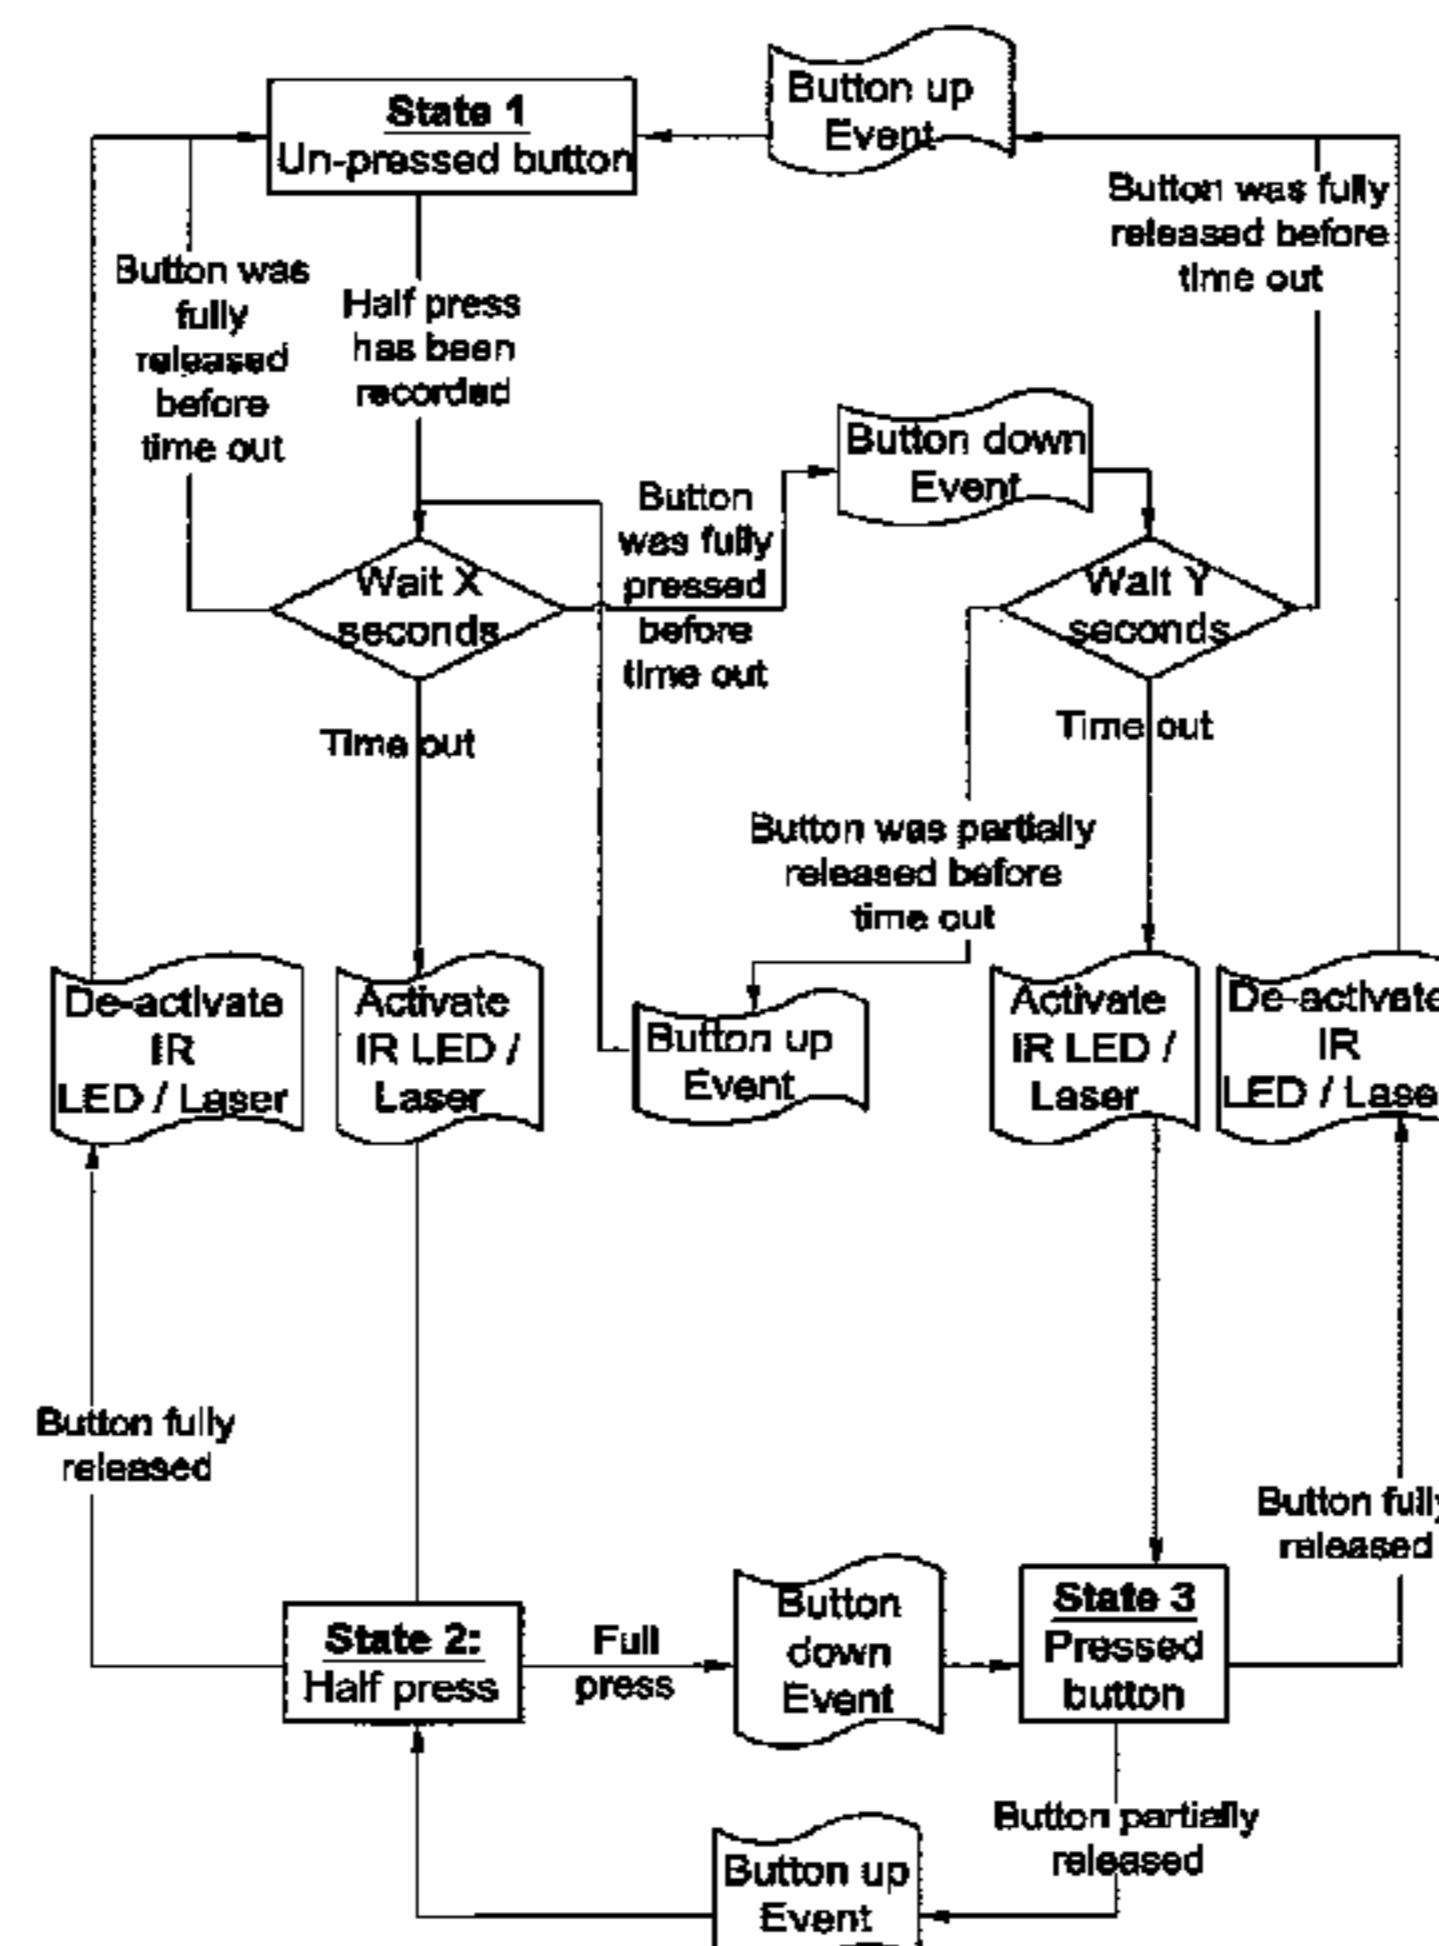 State 1
Un-pressed button
Button up
Event
Button was fully
released before
time out
Button was
fully
released
before
time out
Half press
has been
recorded
Button down
Event
Button
was fully
pressed
before
time out
Wait X
seconds
Wait Y
seconds
Time out
Time out
Button was partially
released before
time out
De-activate
IR
LED / Laser
Activate
IR LED /
Laser
Button up
Event
Activate
IR LED /
Laser
De-activate
IR
LED / Lase
Button fully
released
Button fully
released
State 2:
Half press
Full
press
Button
down
Event
State 3
Pressed
button
Button partially
released
Button up
Event